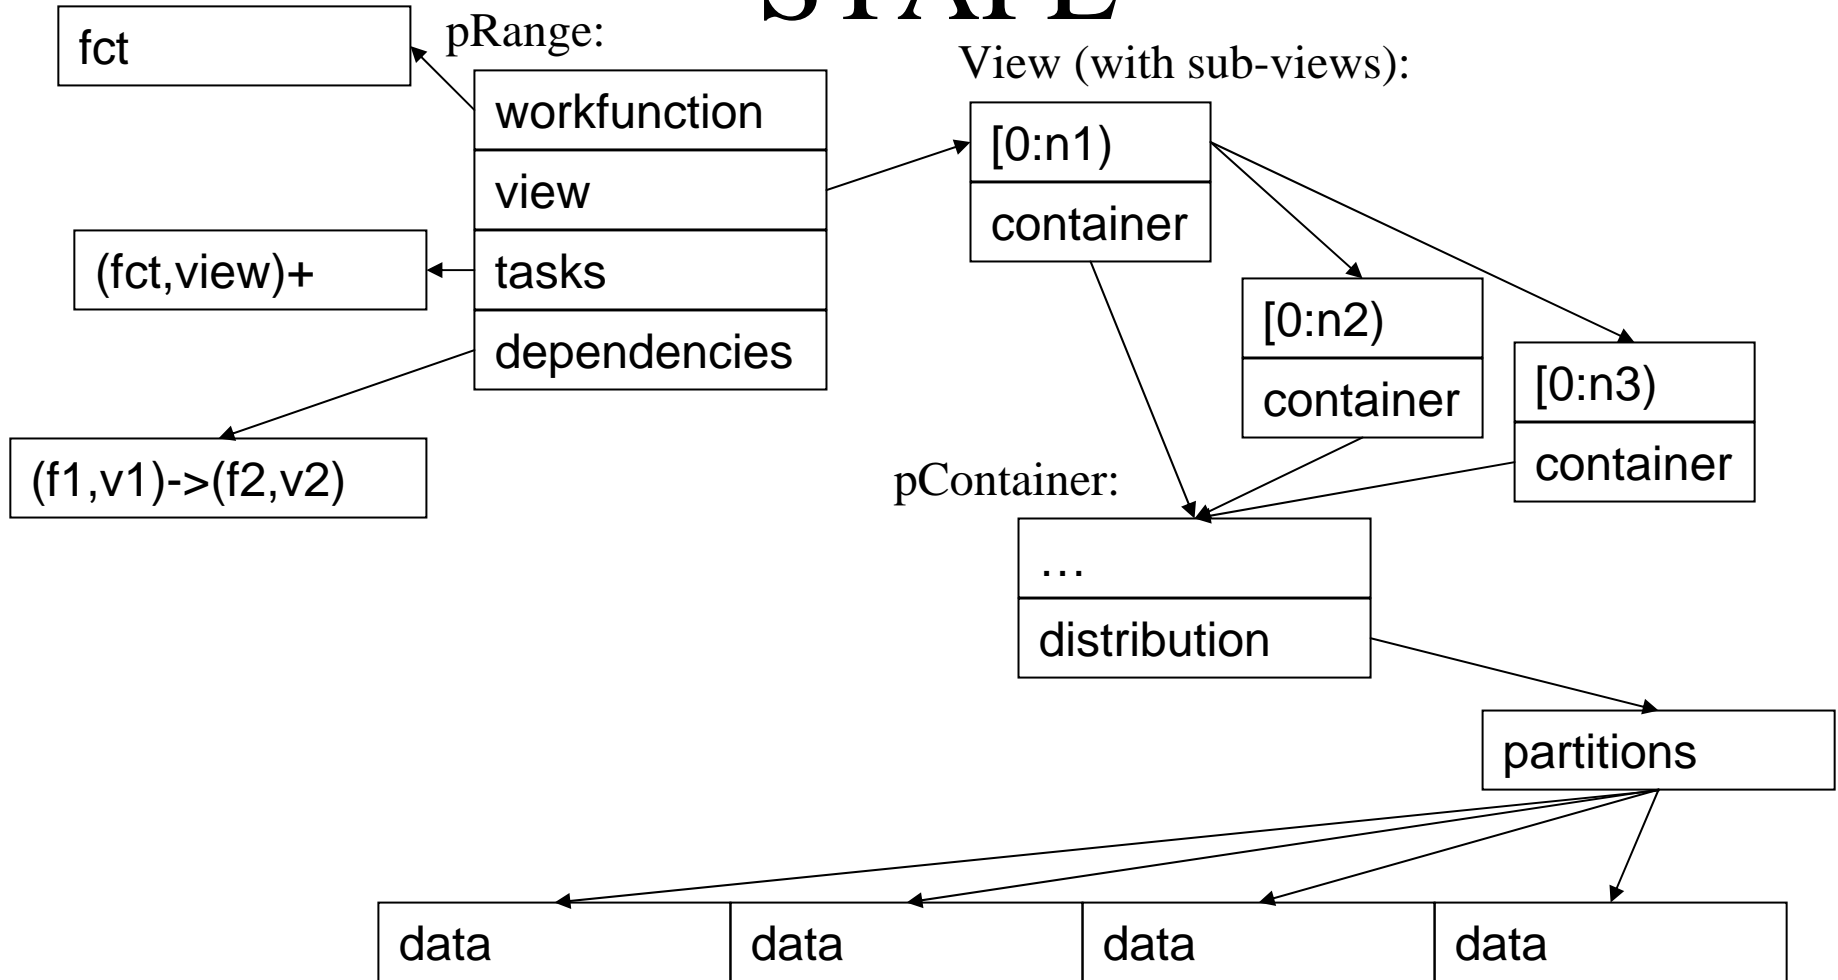 fct
pRange:
View (with sub-views):
workfunction
view
tasks
dependencies
(fct,view)+
(f1,v1)->(f2,v2)
[0:n1)
container
[0:n2)
container
[0:n3)
container
pContainer:
…
distribution
partitions
data
data
data
data